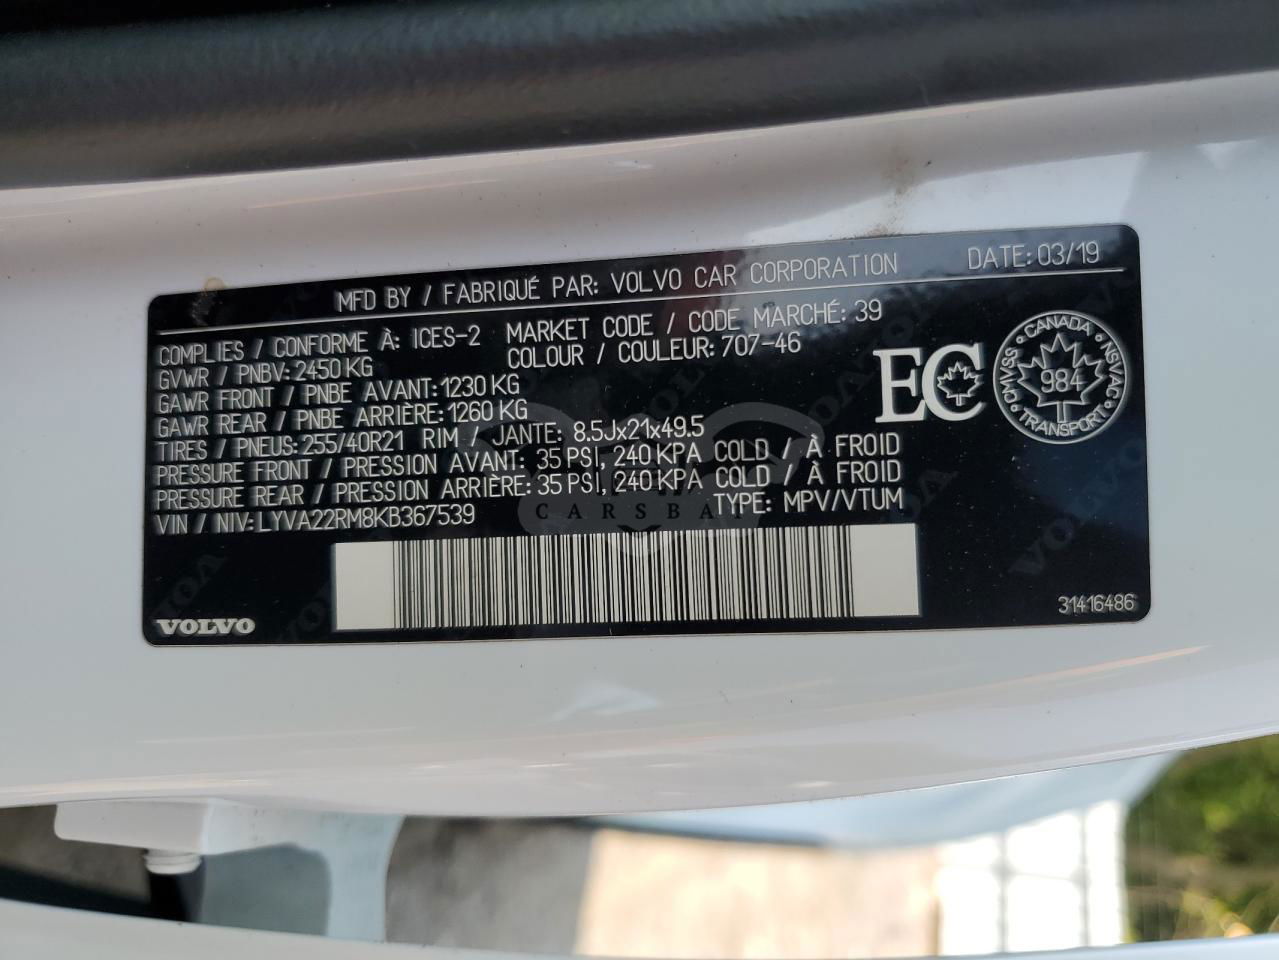 MFD BY / FABRIQUÉ PAR: VOLVO CAR CORPORATION DATE: 03/19
COMPLIES / CONFORME À: ICES-2 MARKET CODE / CODE MARCHÉ: 39
GVWR / PNBV: 2450 KG COLOUR / COULEUR: 707-46
GAWR FRONT / PNBE AVANT: 1230 KG
GAWR REAR / PNBE ARRIÈRE: 1260 KG
TIRES / PNEUS: 255/40R21 RIM / JANTE: 8.5Jx21x49.5
PRESSURE FRONT / PRESSION AVANT: 35 PSI, 240 KPA COLD / À FROID
PRESSURE REAR / PRESSION ARRIÈRE: 35 PSI, 240 KPA COLD / À FROID
VIN / NIV: LYVA22RM8KB367539 TYPE: MPV/VTUM
EC
CANADA
CMVSS NSVAC
984
TRANSPORT
CARSBAY
VOLVO
31416486